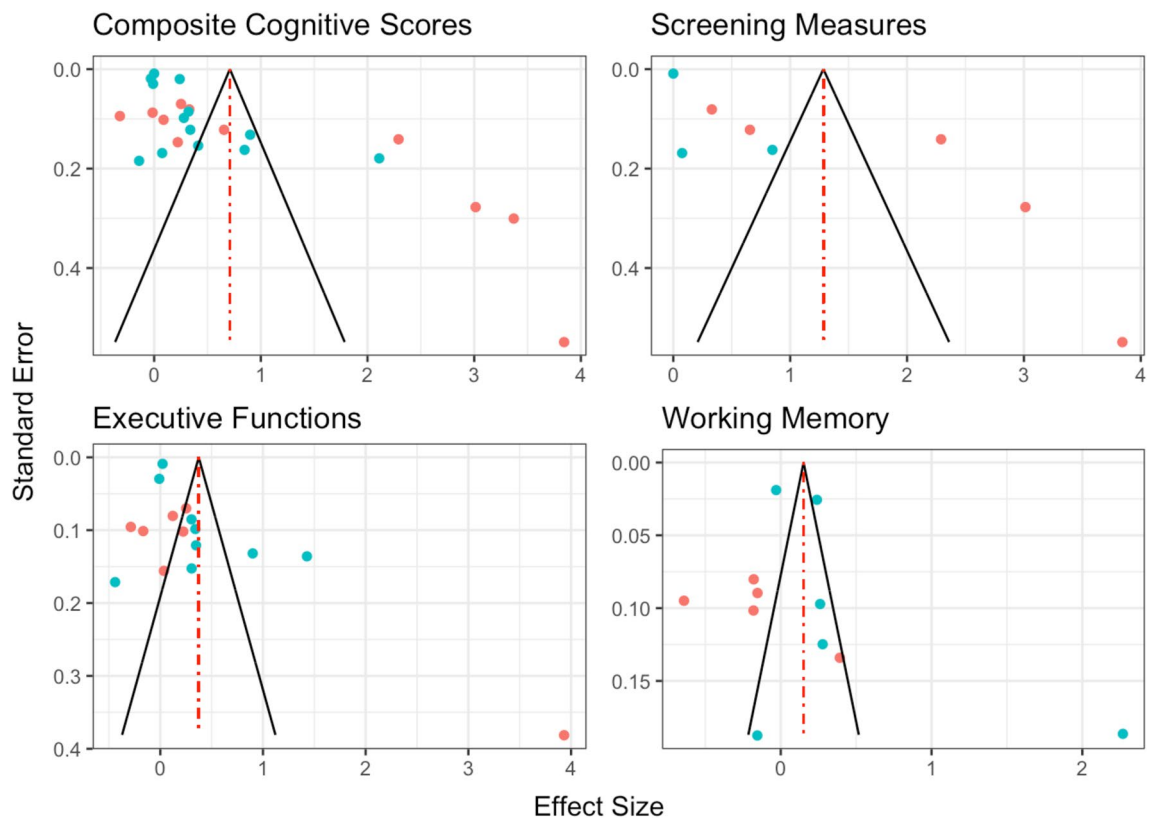 Composite Cognitive Scores
Screening Measures
0.0
0.2
0.4
0 1 2 3 4
0.0
0.2
0.4
0 1 2 3 4
Standard Error
Executive Functions
Working Memory
0.0
0.1
0.2
0.3
0.4
0 1 2 3 4
0.00
0.05
0.10
0.15
0 1 2
Effect Size